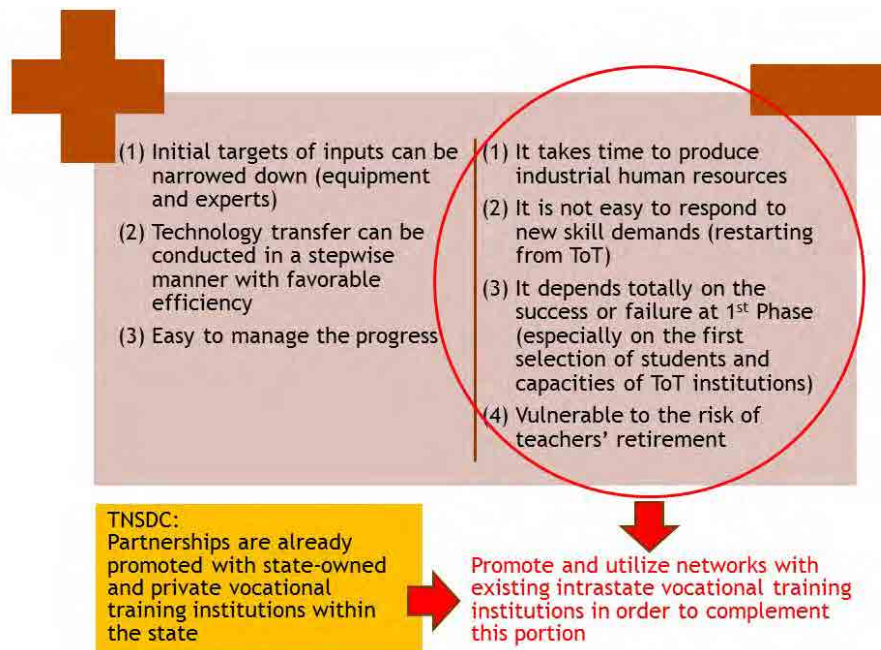 (1) Initial targets of inputs can be
narrowed down (equipment
and experts)
(2) Technology transfer can be
conducted in a stepwise
manner with favorable
efficiency
(3) Easy to manage the progress
(1) It takes time to produce
industrial human resources
(2) It is not easy to respond to
new skill demands (restarting
from ToT)
(3) It depends totally on the
success or failure at 1st Phase
(especially on the first
selection of students and
capacities of ToT institutions)
(4) Vulnerable to the risk of
teachers’ retirement
TNSDC:
Partnerships are already
promoted with state-owned
and private vocational
training institutions within
the state
Promote and utilize networks with
existing intrastate vocational training
institutions in order to complement
this portion